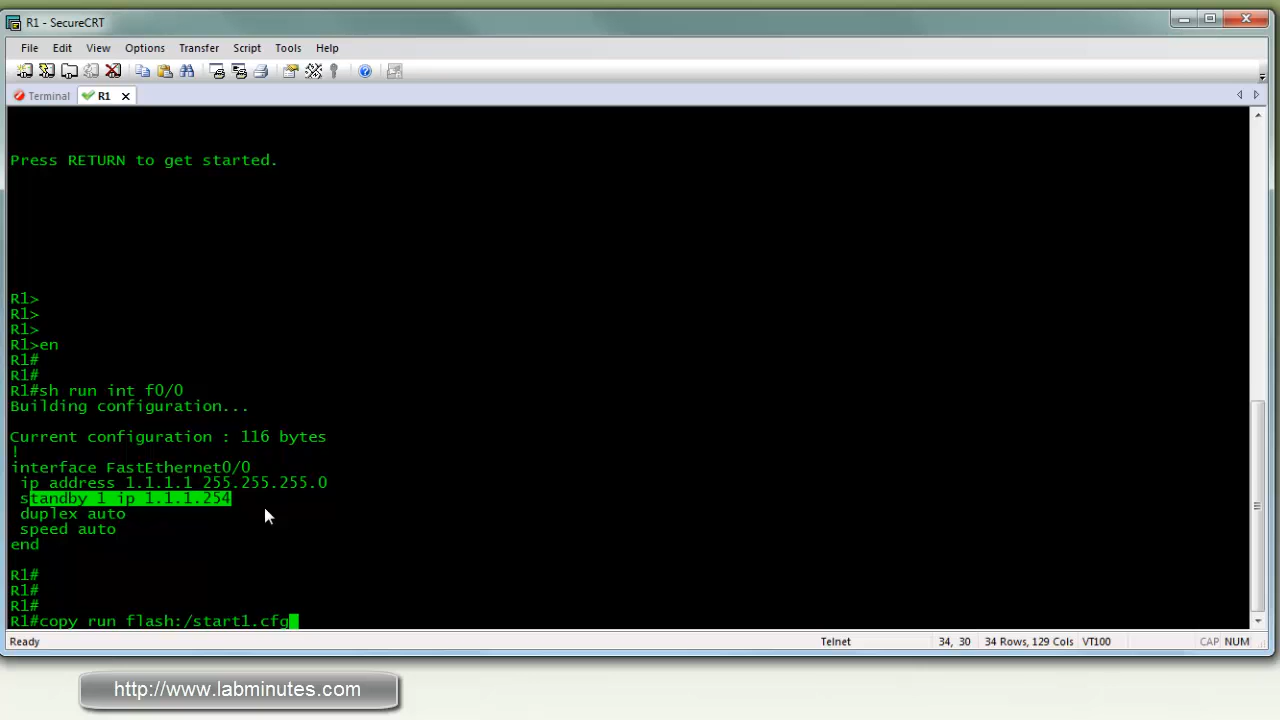 R1 - SecureCRT
File Edit View Options Transfer Script Tools Help
Terminal R1
Press RETURN to get started.
R1>
R1>
R1>
R1>en
R1#
R1#
R1#sh run int f0/0
Building configuration...
Current configuration : 116 bytes
!
interface FastEthernet0/0
ip address 1.1.1.1 255.255.255.0
standby 1 ip 1.1.1.254
duplex auto
speed auto
end
R1#
R1#
R1#
R1#copy run flash:/start1.cfg
Ready Telnet 34, 30 34 Rows, 129 Cols VT100 CAP NUM
http://www.labminutes.com